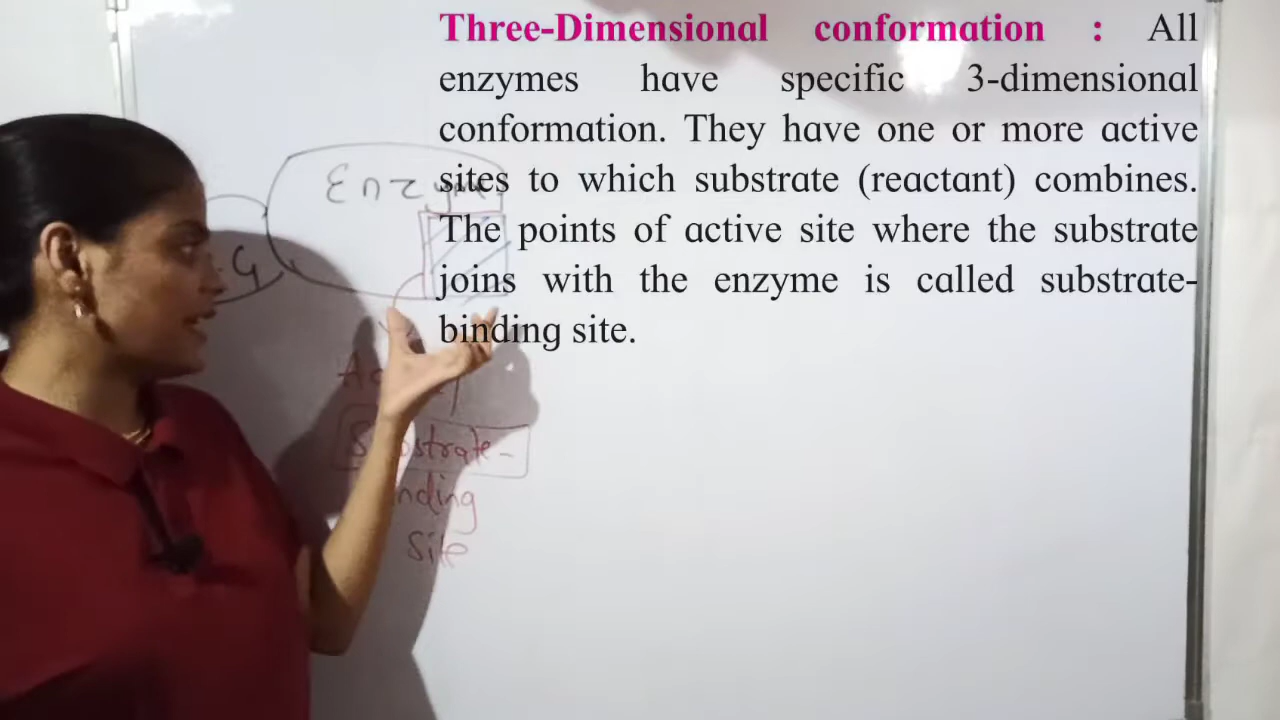 Three-Dimensional conformation : All
enzymes have specific 3-dimensional
conformation. They have one or more active
sites to which substrate (reactant) combines.
The points of active site where the substrate
joins with the enzyme is called substrate-
binding site.
Enzyme
G
Substrate-
nding
Site